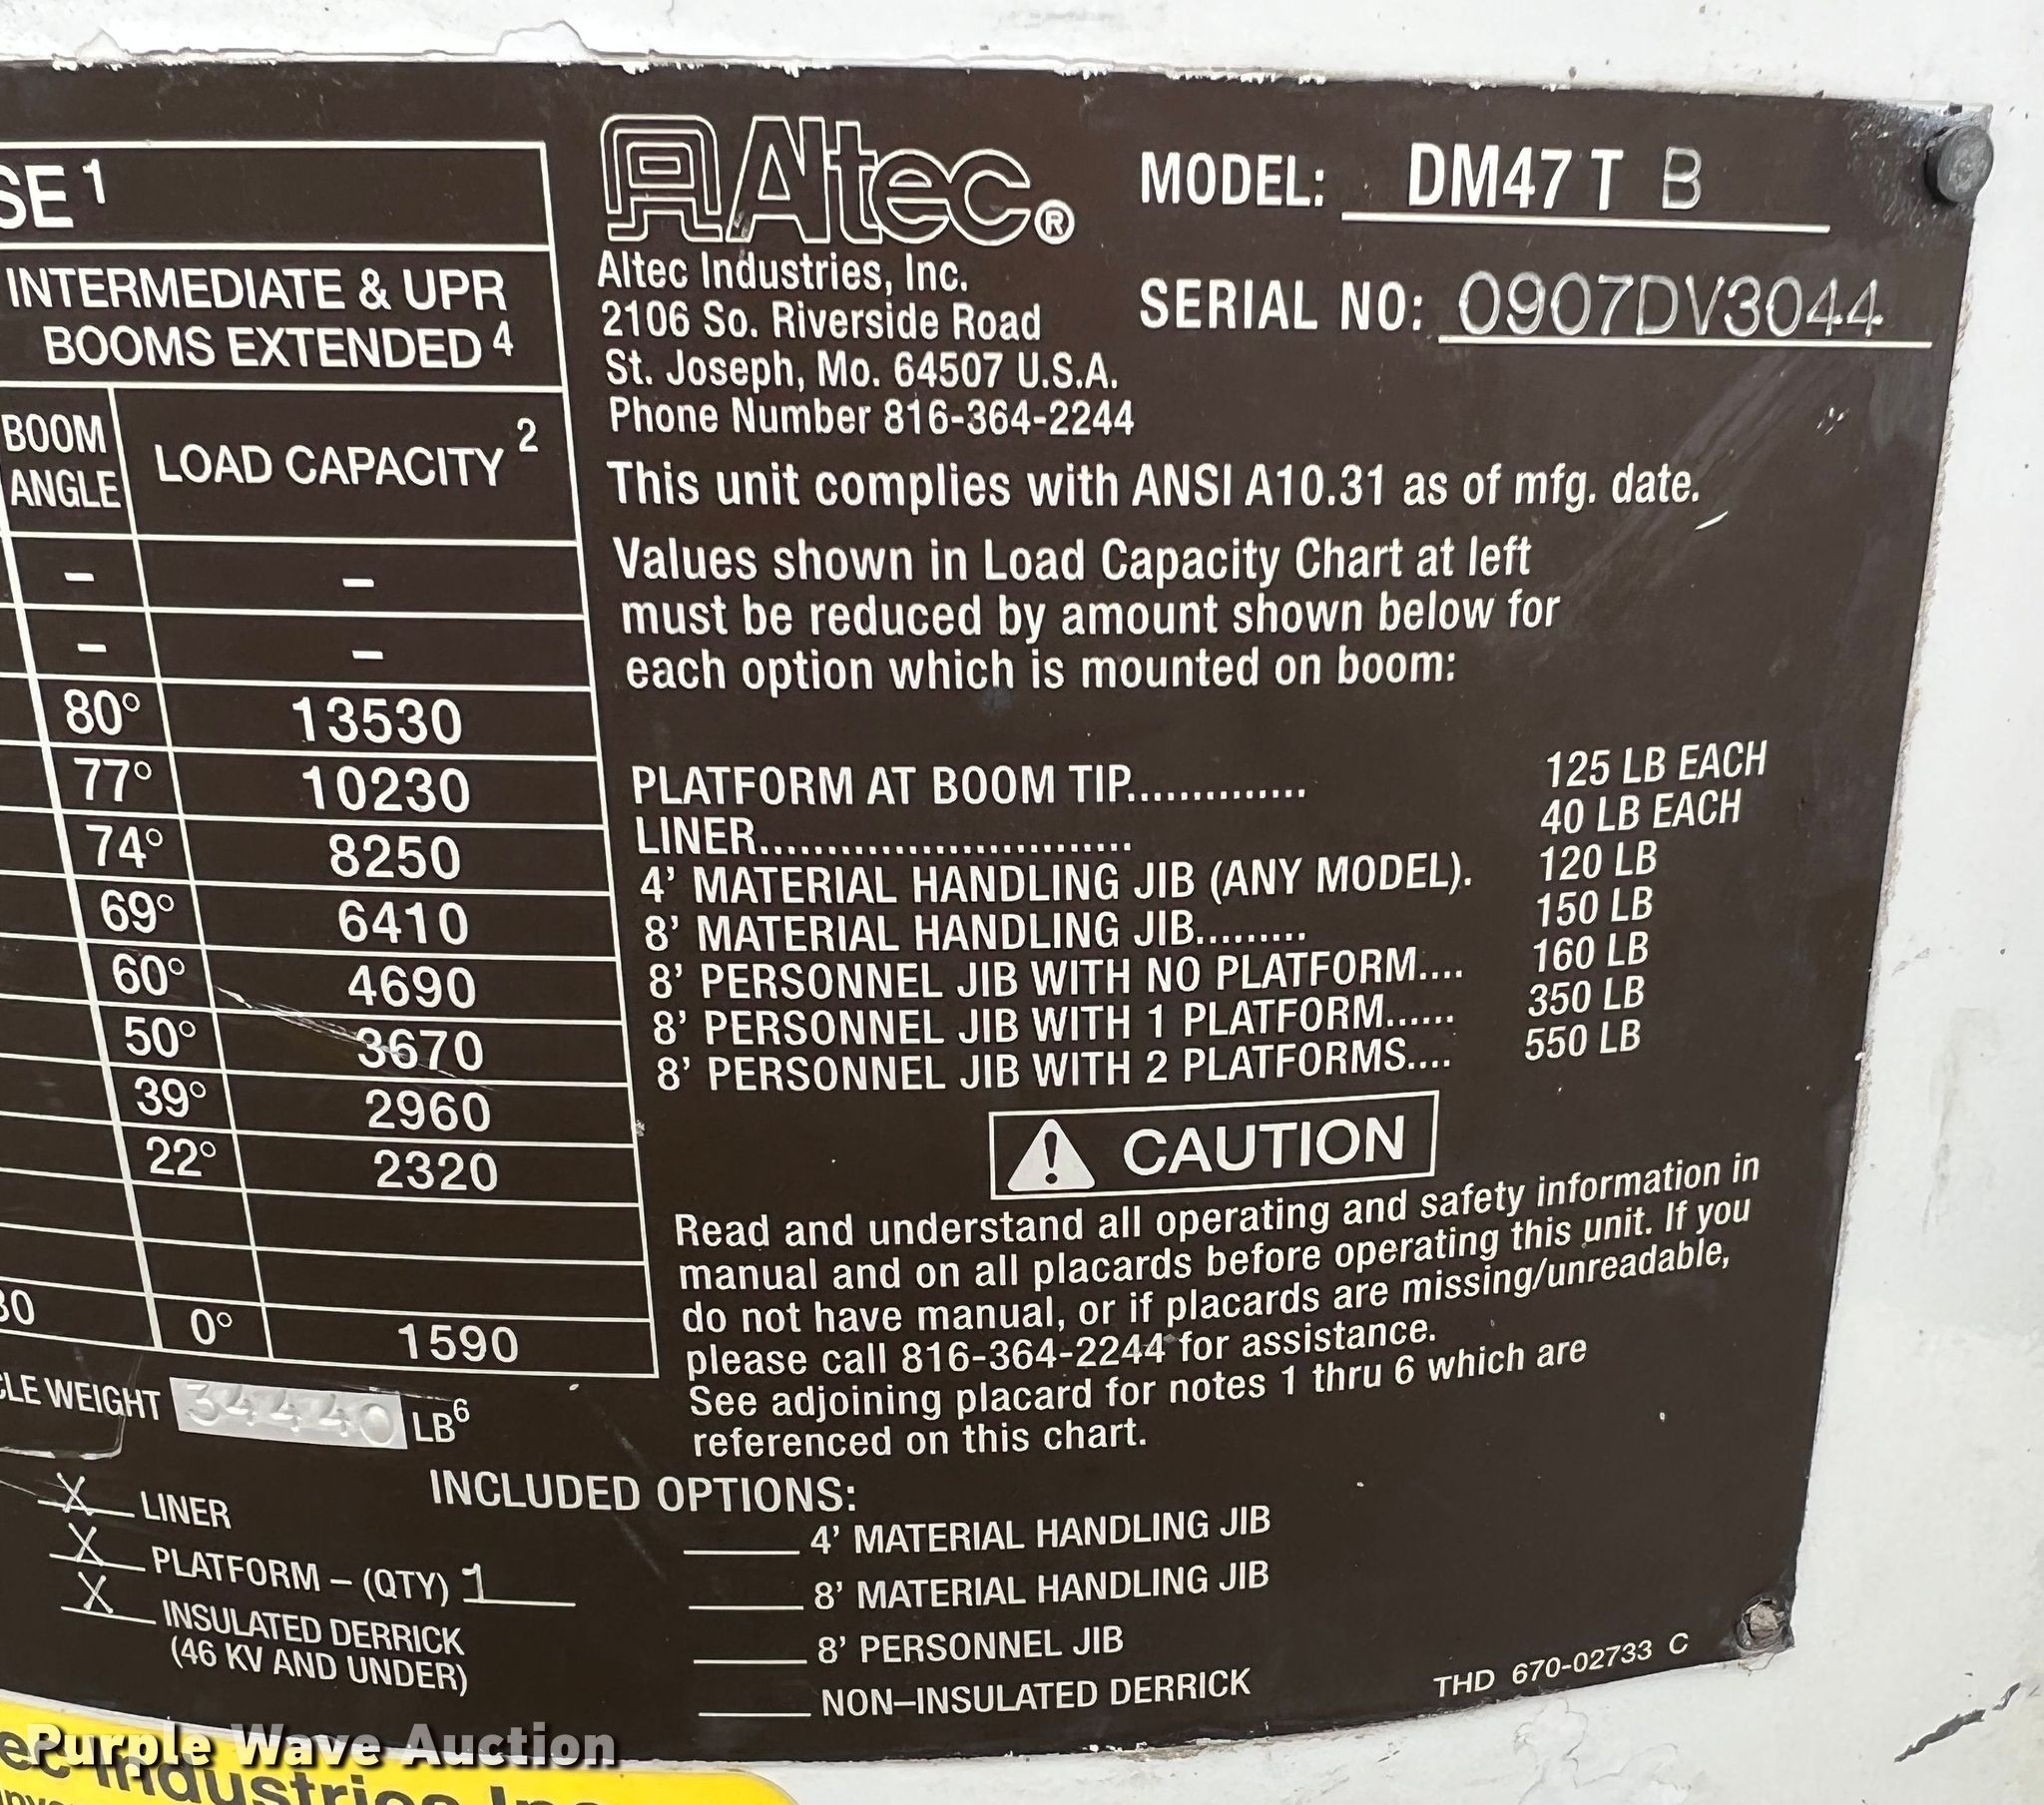 SE 1
INTERMEDIATE & UPR
BOOMS EXTENDED 4
BOOM
ANGLE
LOAD CAPACITY 2
– –
– –
80° 13530
77° 10230
74° 8250
69° 6410
60° 4690
50° 3670
39° 2960
22° 2320
30 0° 1590
CLE WEIGHT 34440 LB6
Altec®
Altec Industries, Inc.
2106 So. Riverside Road
St. Joseph, Mo. 64507 U.S.A.
Phone Number 816-364-2244
MODEL: DM47 T B
SERIAL NO: 0907DV3044
This unit complies with ANSI A10.31 as of mfg. date.
Values shown in Load Capacity Chart at left
must be reduced by amount shown below for
each option which is mounted on boom:
PLATFORM AT BOOM TIP.............. 125 LB EACH
LINER............................ 40 LB EACH
4' MATERIAL HANDLING JIB (ANY MODEL). 120 LB
8' MATERIAL HANDLING JIB......... 150 LB
8' PERSONNEL JIB WITH NO PLATFORM.... 160 LB
8' PERSONNEL JIB WITH 1 PLATFORM...... 350 LB
8' PERSONNEL JIB WITH 2 PLATFORMS.... 550 LB
CAUTION
Read and understand all operating and safety information in
manual and on all placards before operating this unit. If you
do not have manual, or if placards are missing/unreadable,
please call 816-364-2244 for assistance.
See adjoining placard for notes 1 thru 6 which are
referenced on this chart.
INCLUDED OPTIONS:
X LINER
X PLATFORM – (QTY) 1
X INSULATED DERRICK
(46 KV AND UNDER)
4' MATERIAL HANDLING JIB
8' MATERIAL HANDLING JIB
8' PERSONNEL JIB
NON–INSULATED DERRICK
THD 670-02733 C
Purple Wave Auction
ec Industries Inc